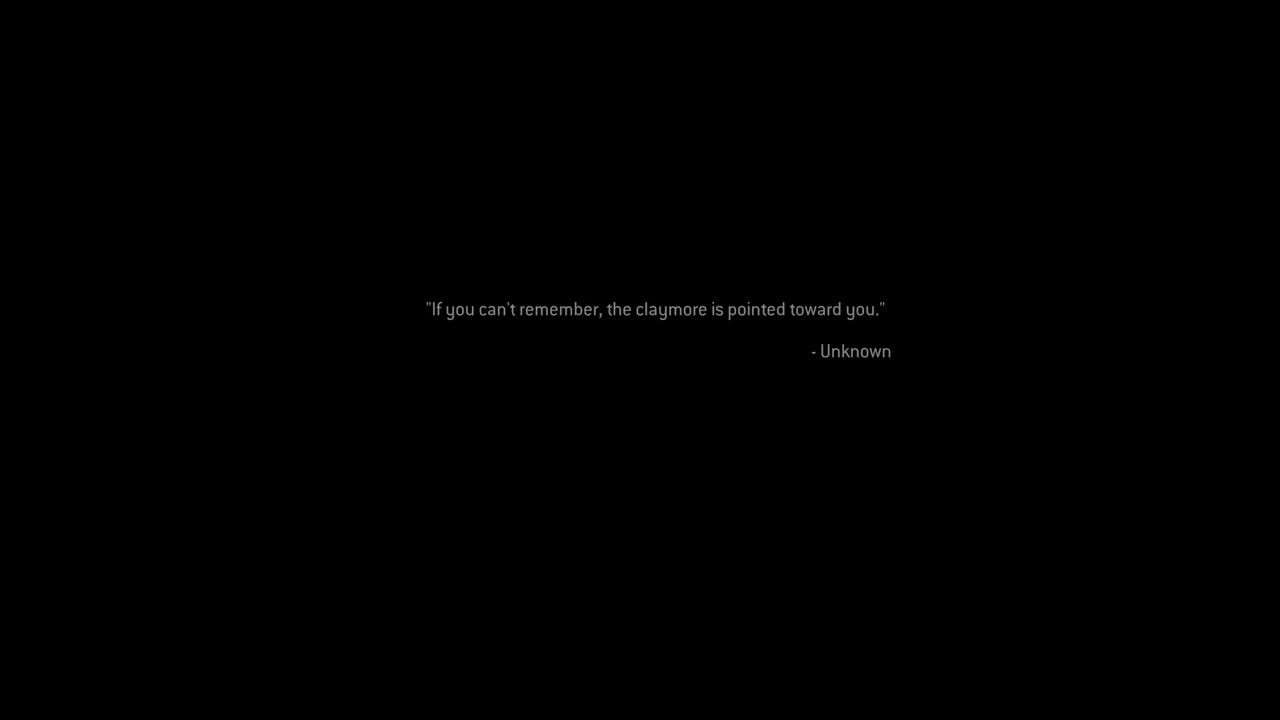 "If you can't remember, the claymore is pointed toward you."
- Unknown